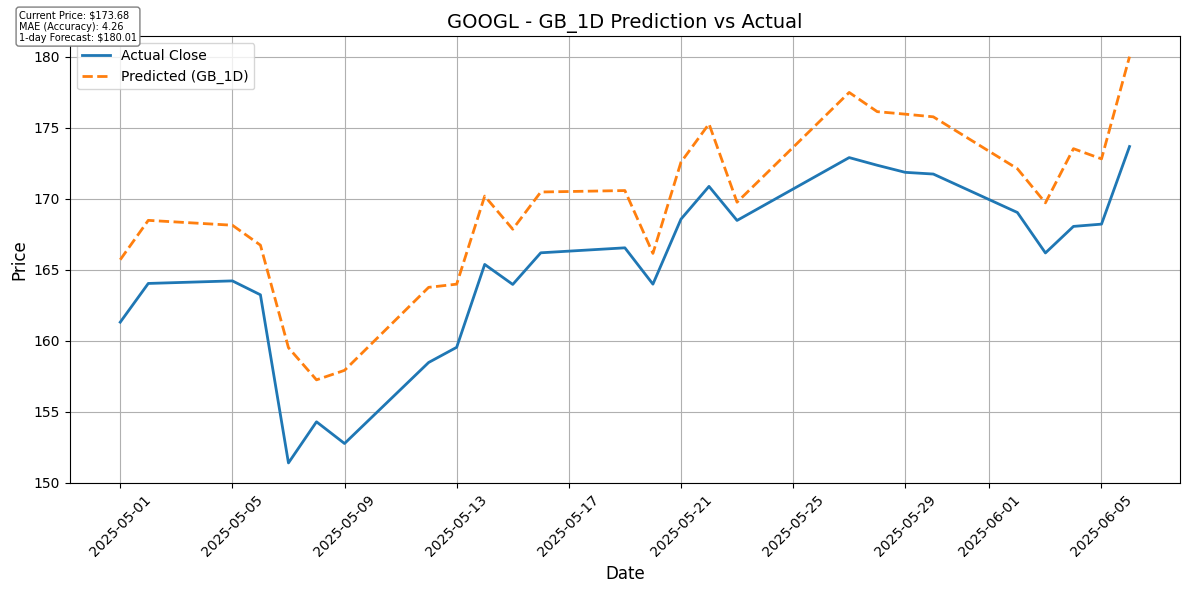 GOOGL - GB_1D Prediction vs Actual
Current Price: $173.68
MAE (Accuracy): 4.26
1-day Forecast: $180.01
Actual Close
Predicted (GB_1D)
Price
180
175
170
165
160
155
150
2025-05-01
2025-05-05
2025-05-09
2025-05-13
2025-05-17
2025-05-21
2025-05-25
2025-05-29
2025-06-01
2025-06-05
Date